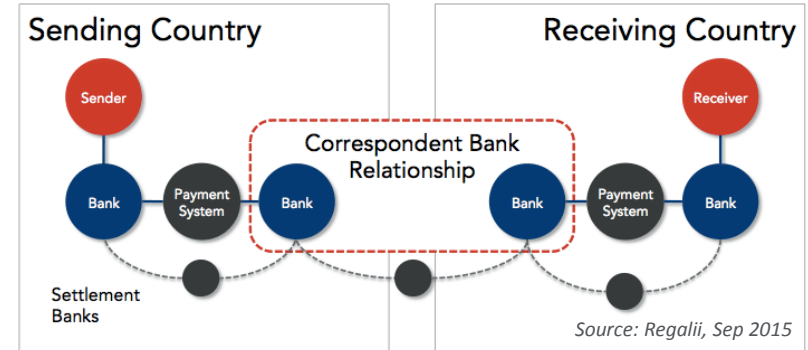 Sending Country
Receiving Country
Sender
Receiver
Correspondent Bank
Relationship
Bank
Payment
System
Bank
Bank
Payment
System
Bank
Settlement
Banks
Source: Regalii, Sep 2015